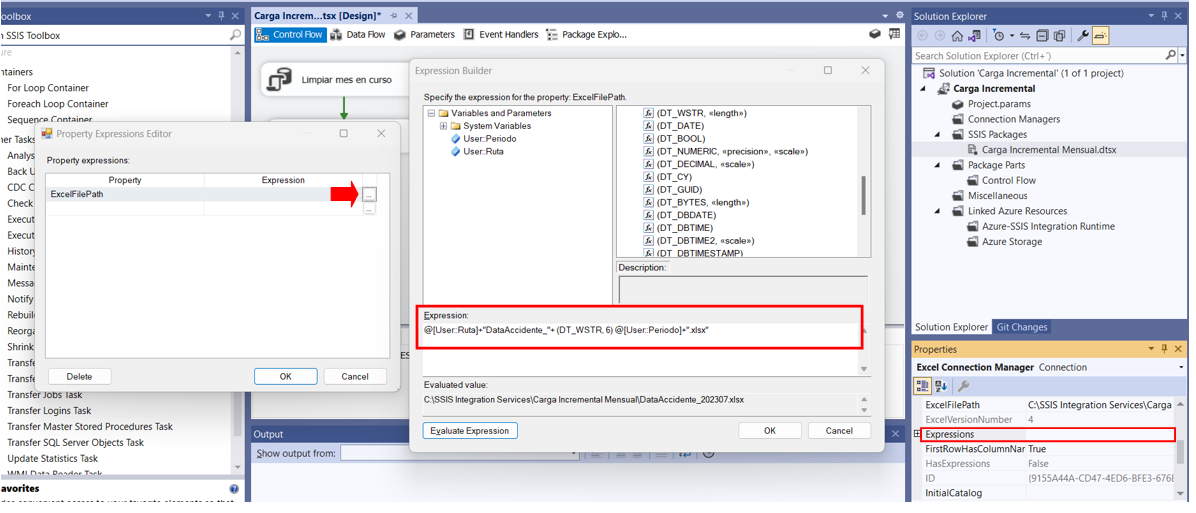 oolbox
n SSIS Toolbox
ure
ntainers
For Loop Container
Foreach Loop Container
Sequence Container
er Tasks
Analys
Back U
CDC C
Check
Execut
Execut
History
Mainte
Messa
Notify
Rebuil
Reorg
Shrink
Transf
Transf
Transfer Jobs Task
Transfer Logins Task
Transfer Master Stored Procedures Task
Transfer SQL Server Objects Task
Update Statistics Task
WMI Data Reader Task
avorites
Carga Increm...tsx [Design]*
Control Flow
Data Flow
Parameters
Event Handlers
Package Explo...
Limpiar mes en curso
Property Expressions Editor
Property expressions:
Property Expression
ExcelFilePath
...
...
Delete
OK
Cancel
ES
Expression Builder
Specify the expression for the property: ExcelFilePath.
Variables and Parameters
System Variables
User::Periodo
User::Ruta
(DT_WSTR, «length»)
(DT_DATE)
(DT_BOOL)
(DT_NUMERIC, «precision», «scale»)
(DT_DECIMAL, «scale»)
(DT_CY)
(DT_GUID)
(DT_BYTES, «length»)
(DT_DBDATE)
(DT_DBTIME)
(DT_DBTIME2, «scale»)
(DT_DBTIMESTAMP)
Description:
Expression:
@[User::Ruta]+"DataAccidente_"+ (DT_WSTR, 6) @[User::Periodo]+".xlsx"
Evaluated value:
C:\SSIS Integration Services\Carga Incremental Mensual\DataAccidente_202307.xlsx
Evaluate Expression
OK
Cancel
Output
Show output from:
Solution Explorer
Search Solution Explorer (Ctrl+´)
Solution 'Carga Incremental' (1 of 1 project)
Carga Incremental
Project.params
Connection Managers
SSIS Packages
Carga Incremental Mensual.dtsx
Package Parts
Control Flow
Miscellaneous
Linked Azure Resources
Azure-SSIS Integration Runtime
Azure Storage
Solution Explorer
Git Changes
Properties
Excel Connection Manager Connection
ExcelFilePath C:\SSIS Integration Services\Carga
ExcelVersionNumber 4
Expressions
FirstRowHasColumnNar True
HasExpressions False
ID {9155A44A-CD47-4ED6-BFE3-676E
InitialCatalog